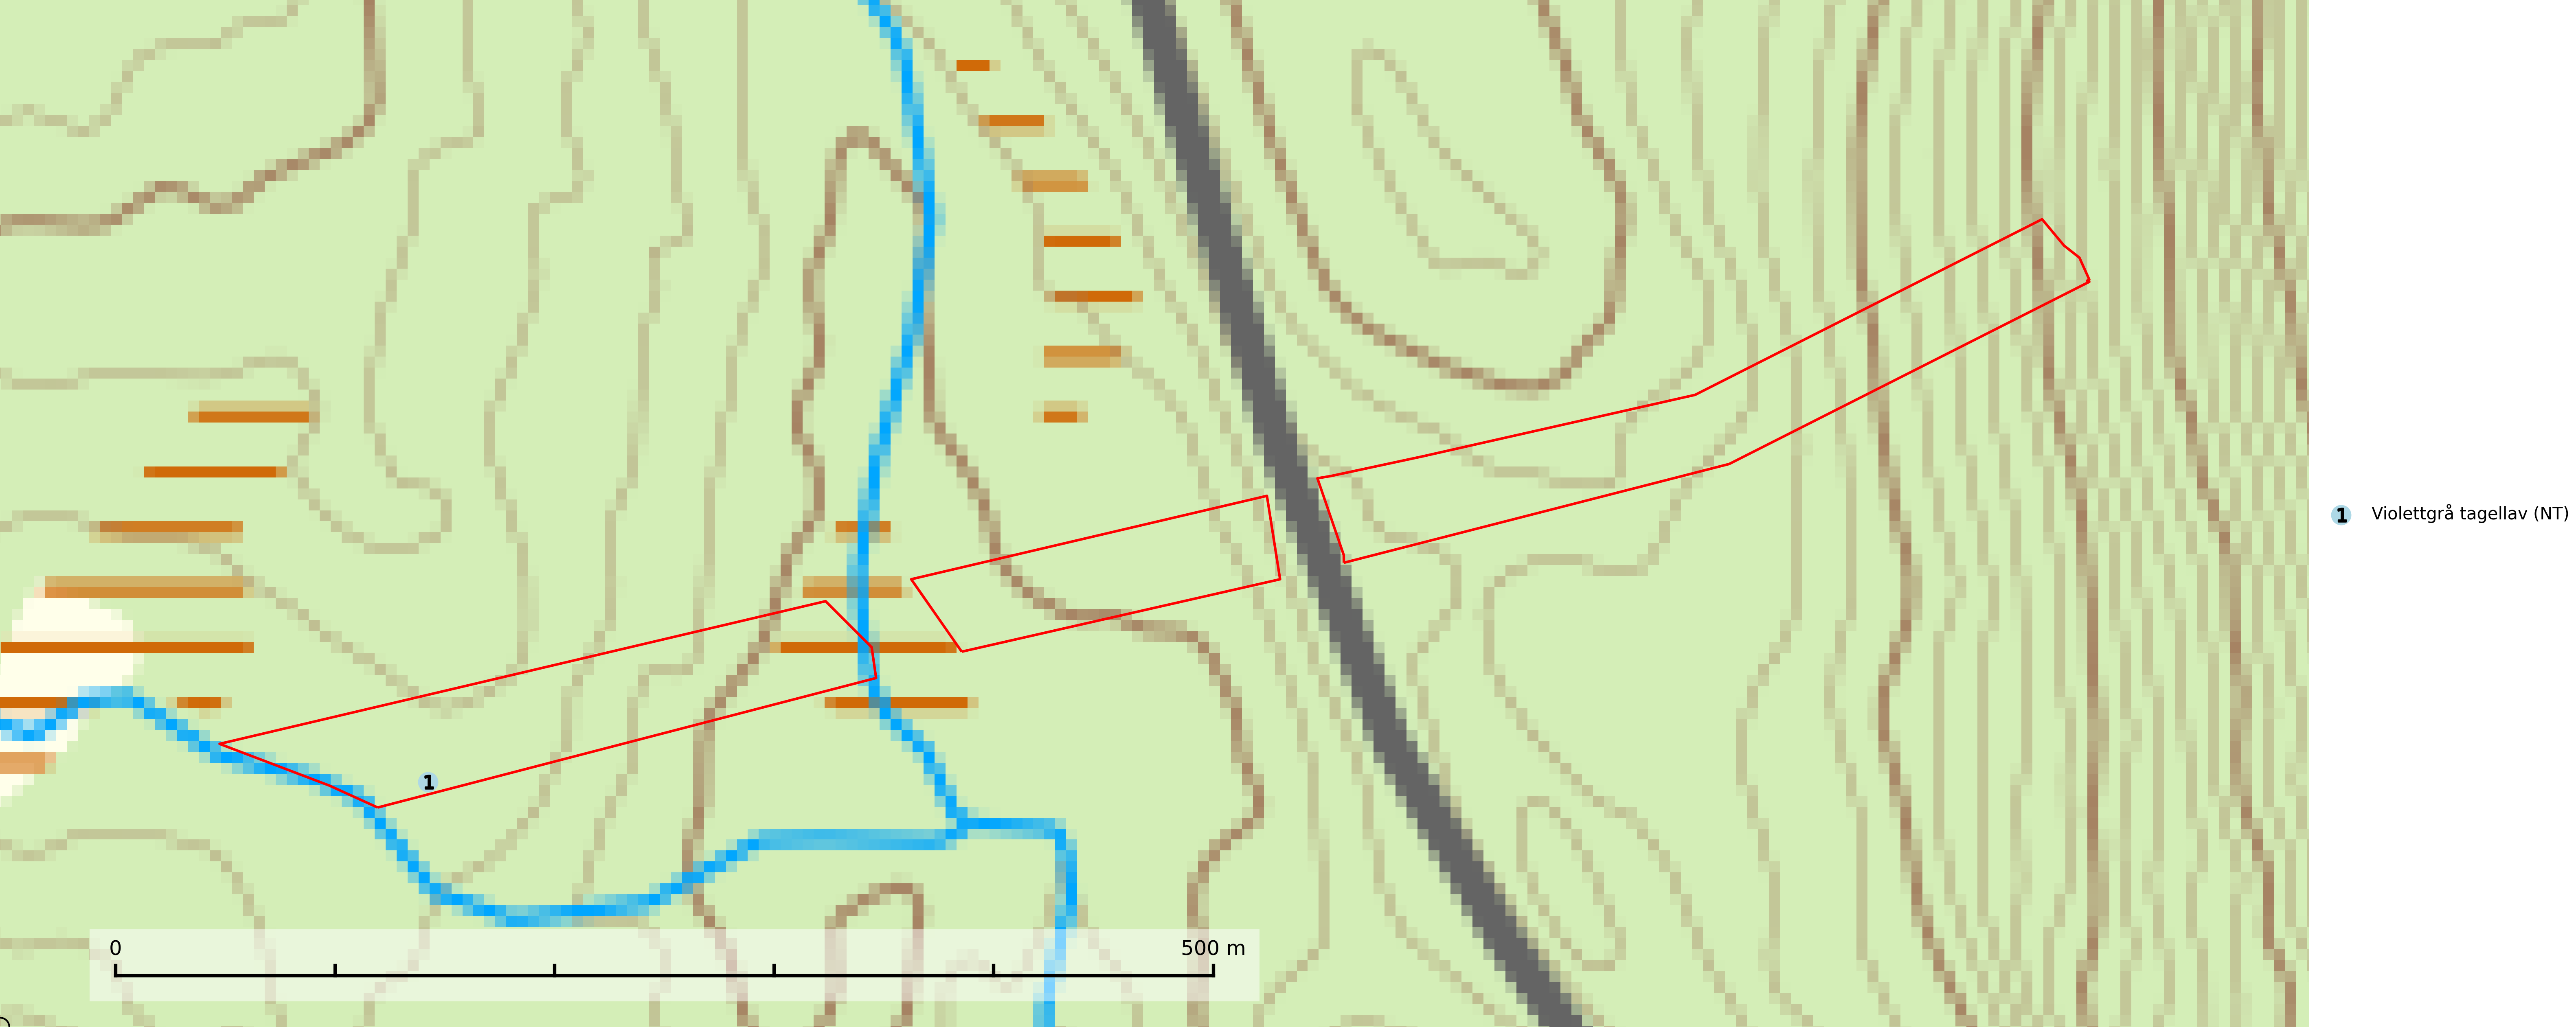 1 Violettgrå tagellav (NT)
1
0 500 m